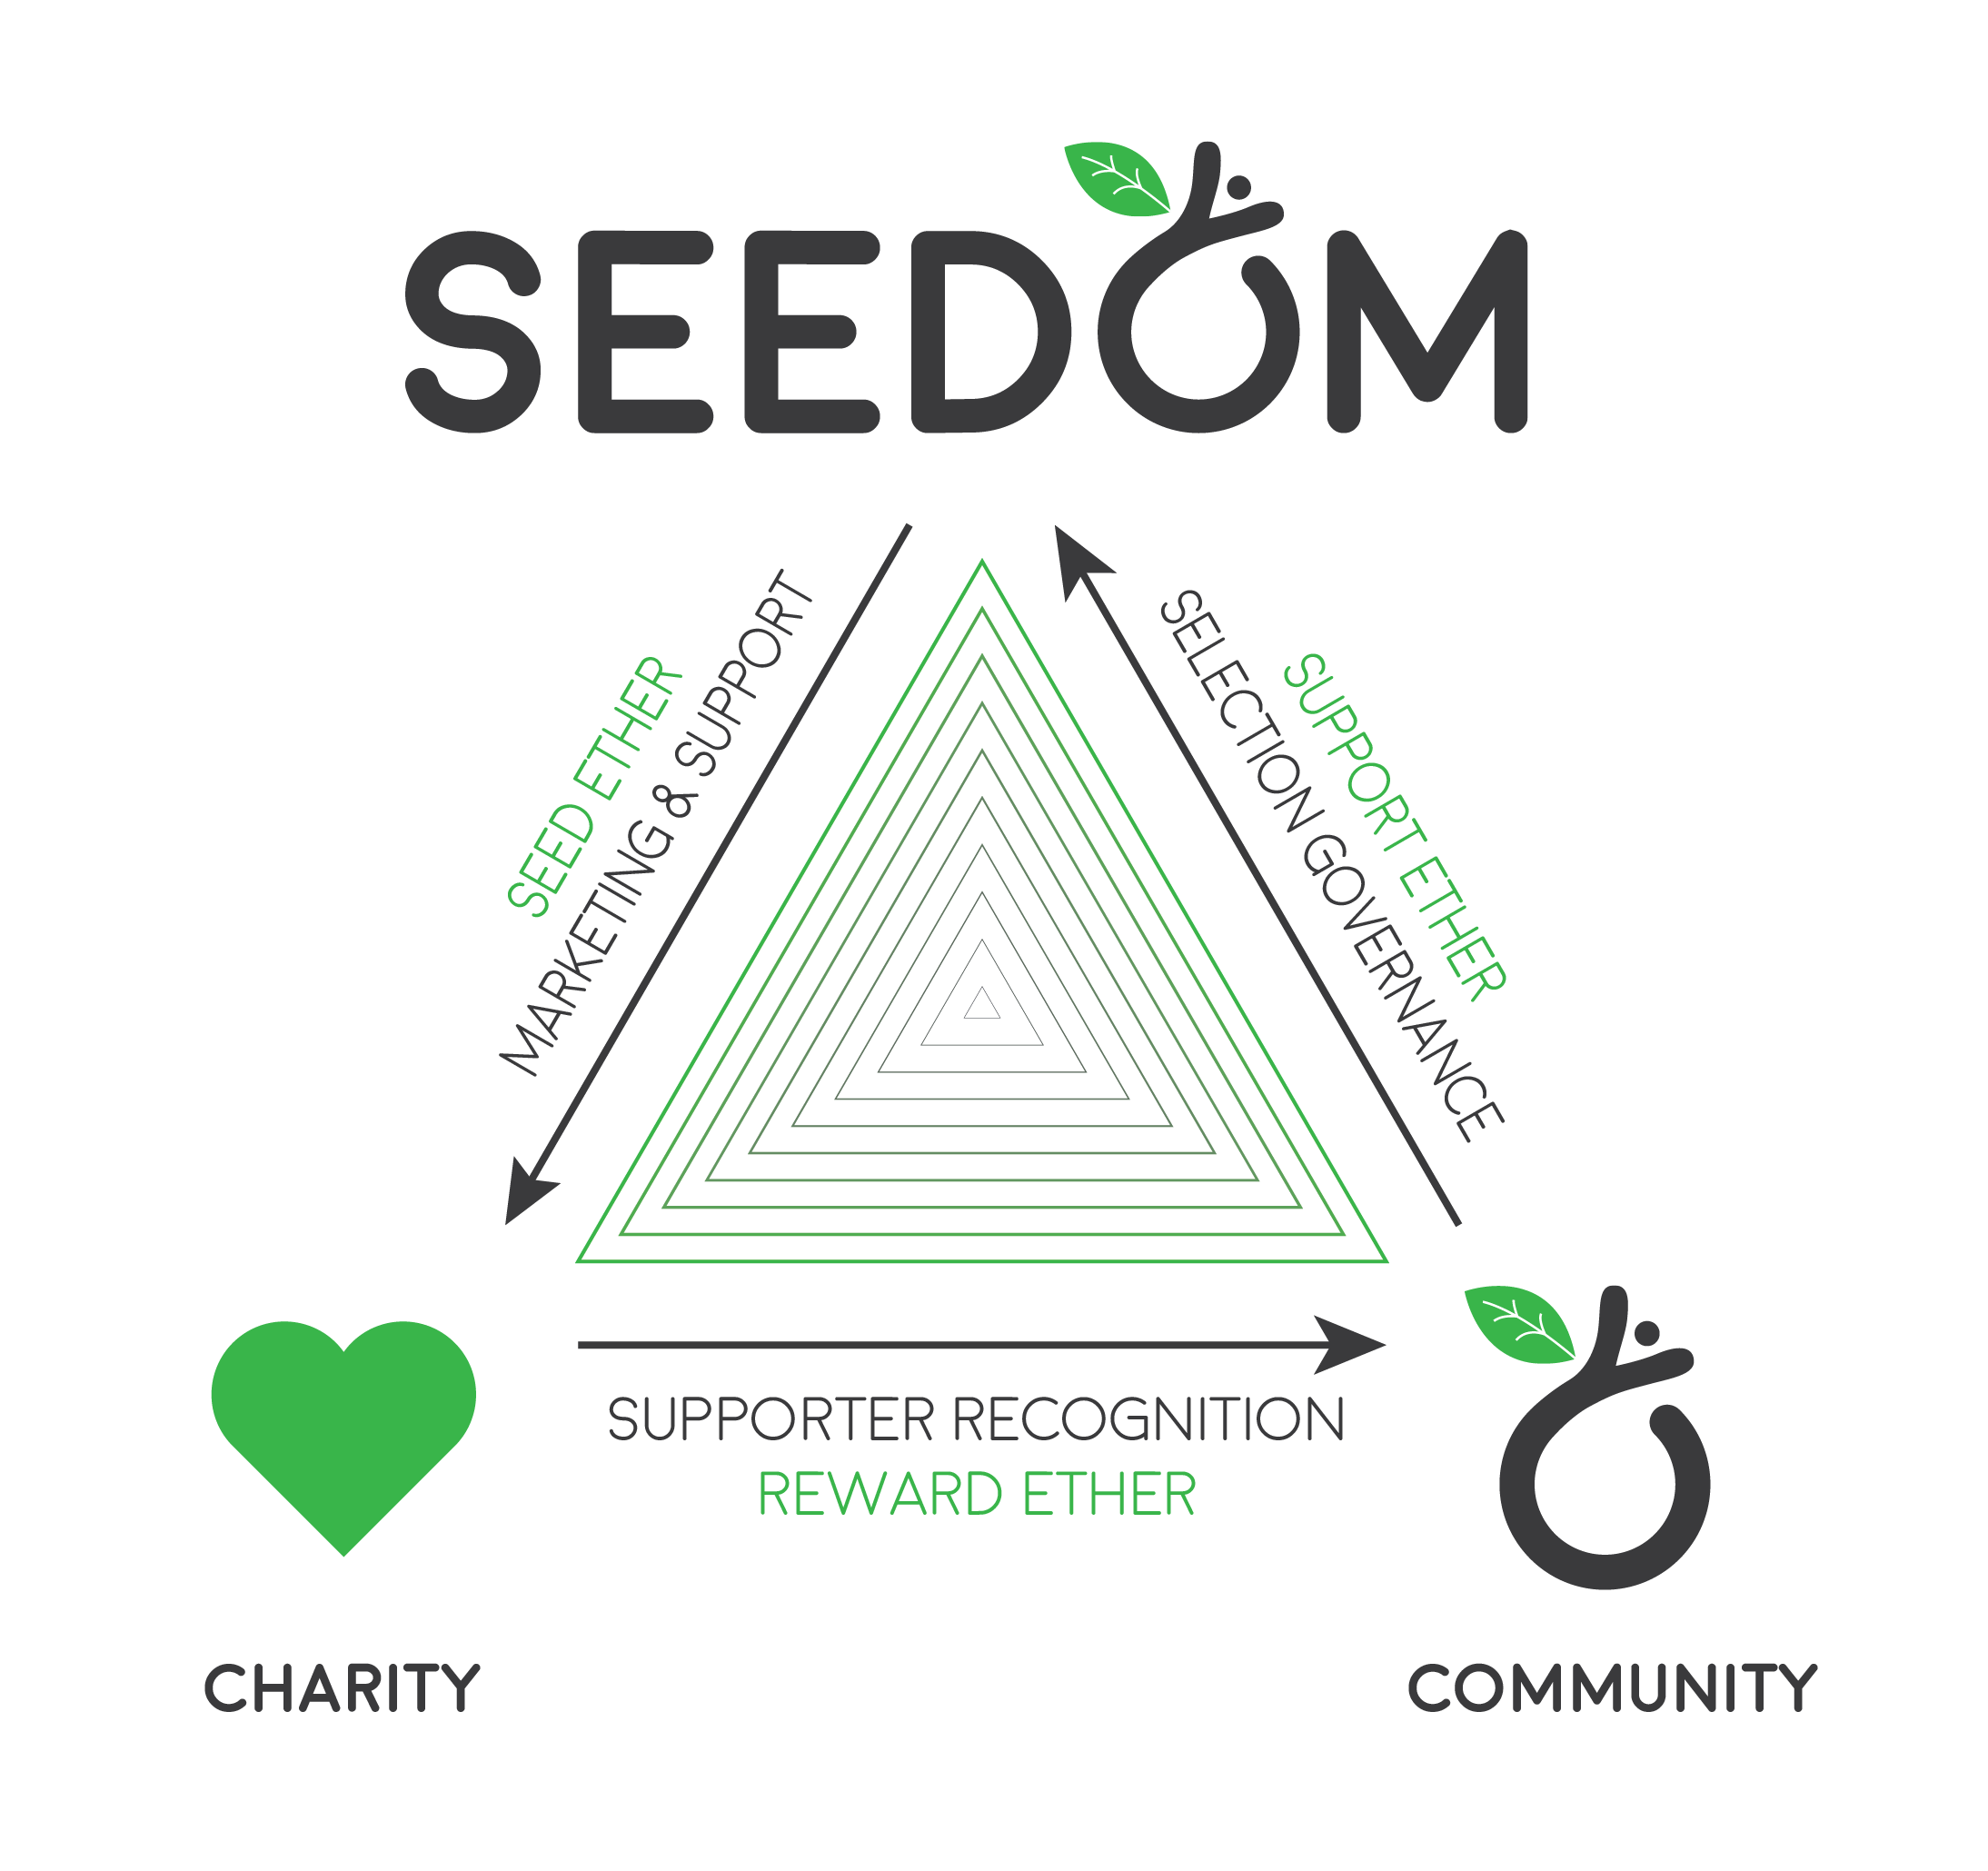 SEEDOM
SEED ETHER
MARKETING & SUPPORT
SELECTION GOVERNANCE
SUPPORT ETHER
SUPPORTER RECOGNITION
REWARD ETHER
CHARITY
COMMUNITY